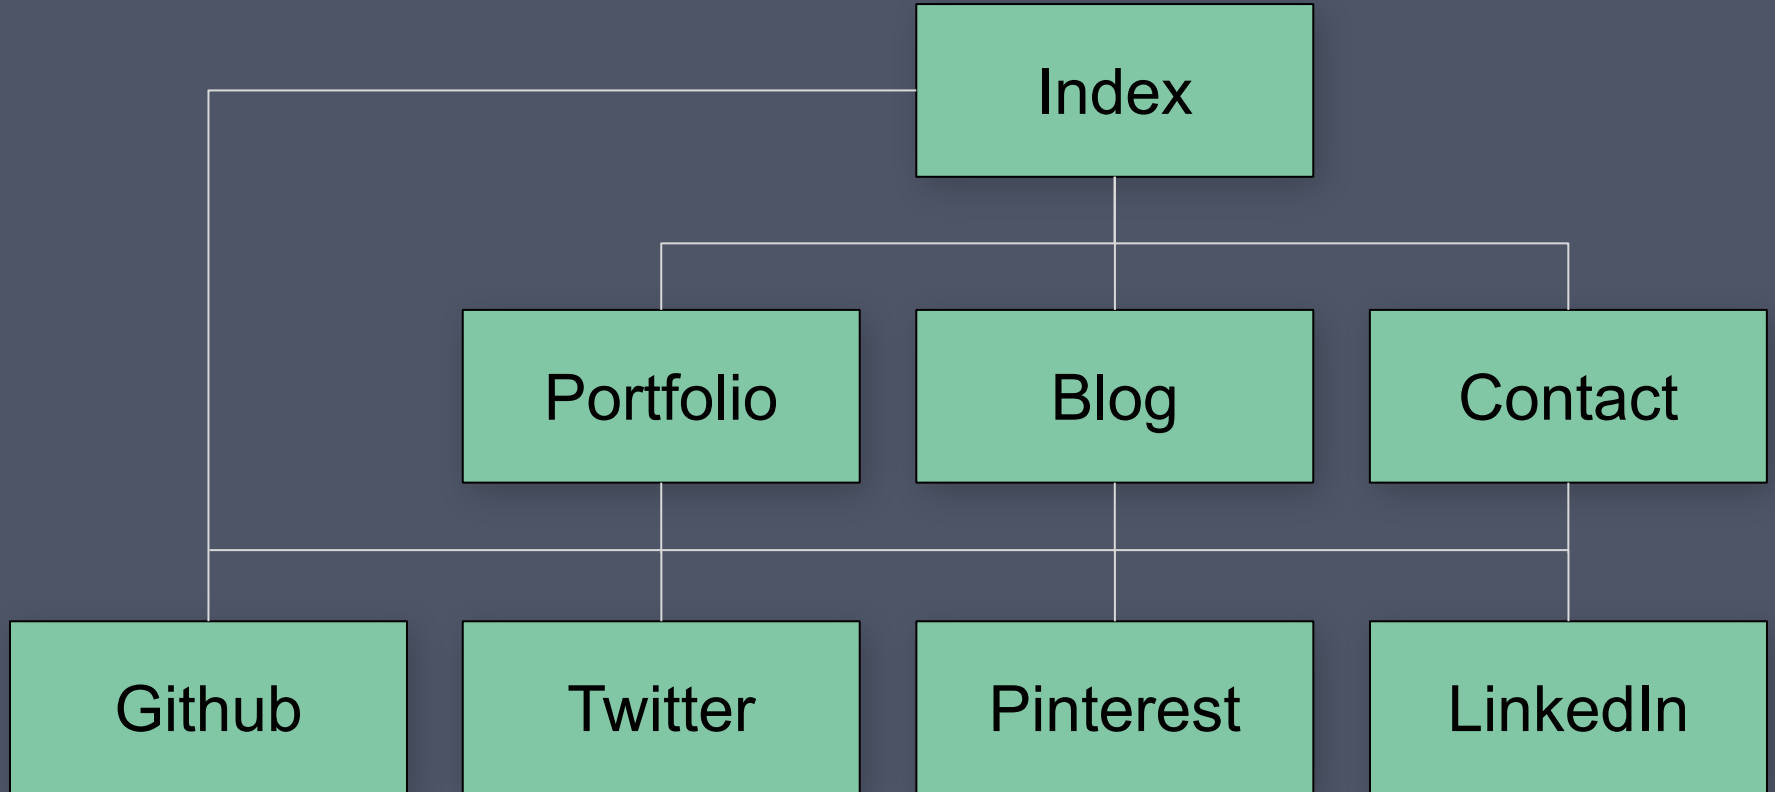 Index
Portfolio
Blog
Contact
Github
Twitter
Pinterest
LinkedIn